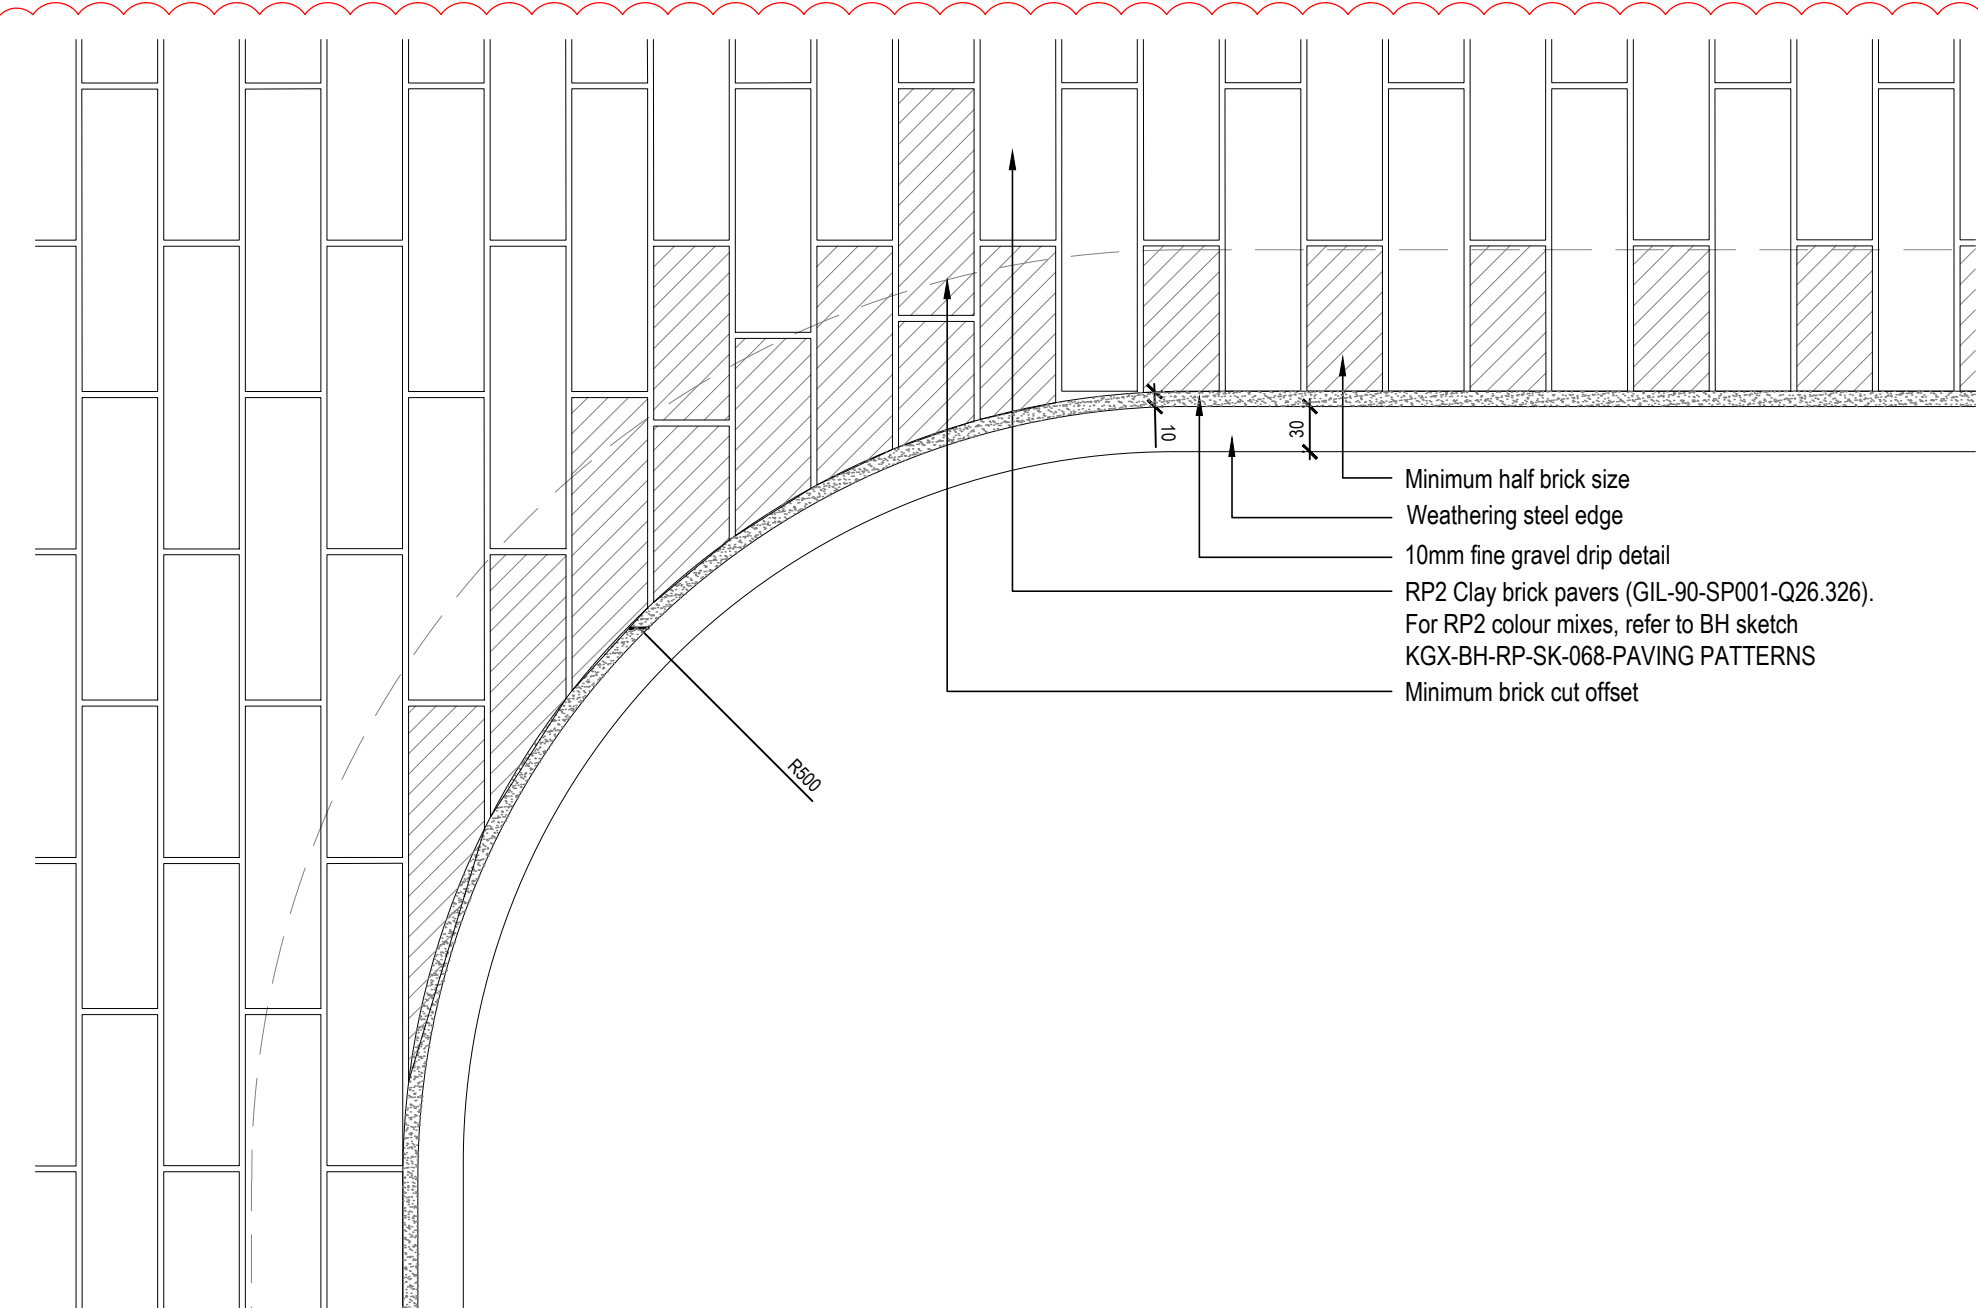 10
30
Minimum half brick size
Weathering steel edge
10mm fine gravel drip detail
RP2 Clay brick pavers (GIL-90-SP001-Q26.326).
For RP2 colour mixes, refer to BH sketch
KGX-BH-RP-SK-068-PAVING PATTERNS
Minimum brick cut offset
R500